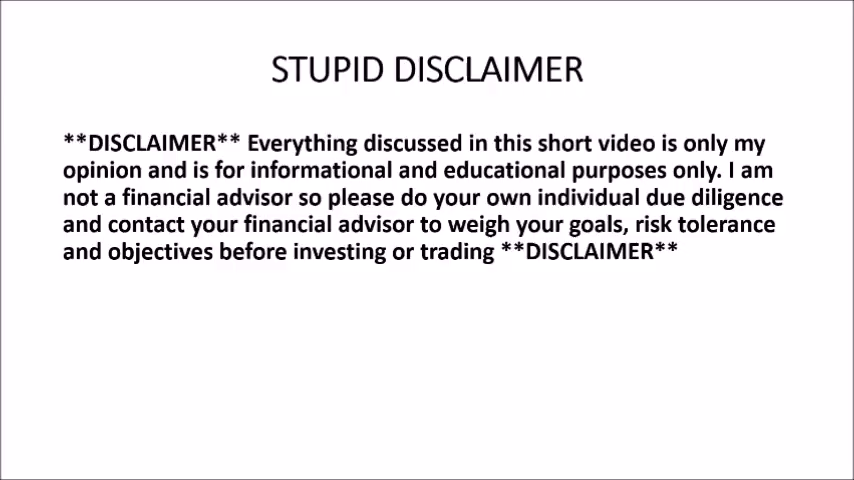 STUPID DISCLAIMER
**DISCLAIMER** Everything discussed in this short video is only my
opinion and is for informational and educational purposes only. I am
not a financial advisor so please do your own individual due diligence
and contact your financial advisor to weigh your goals, risk tolerance
and objectives before investing or trading **DISCLAIMER**